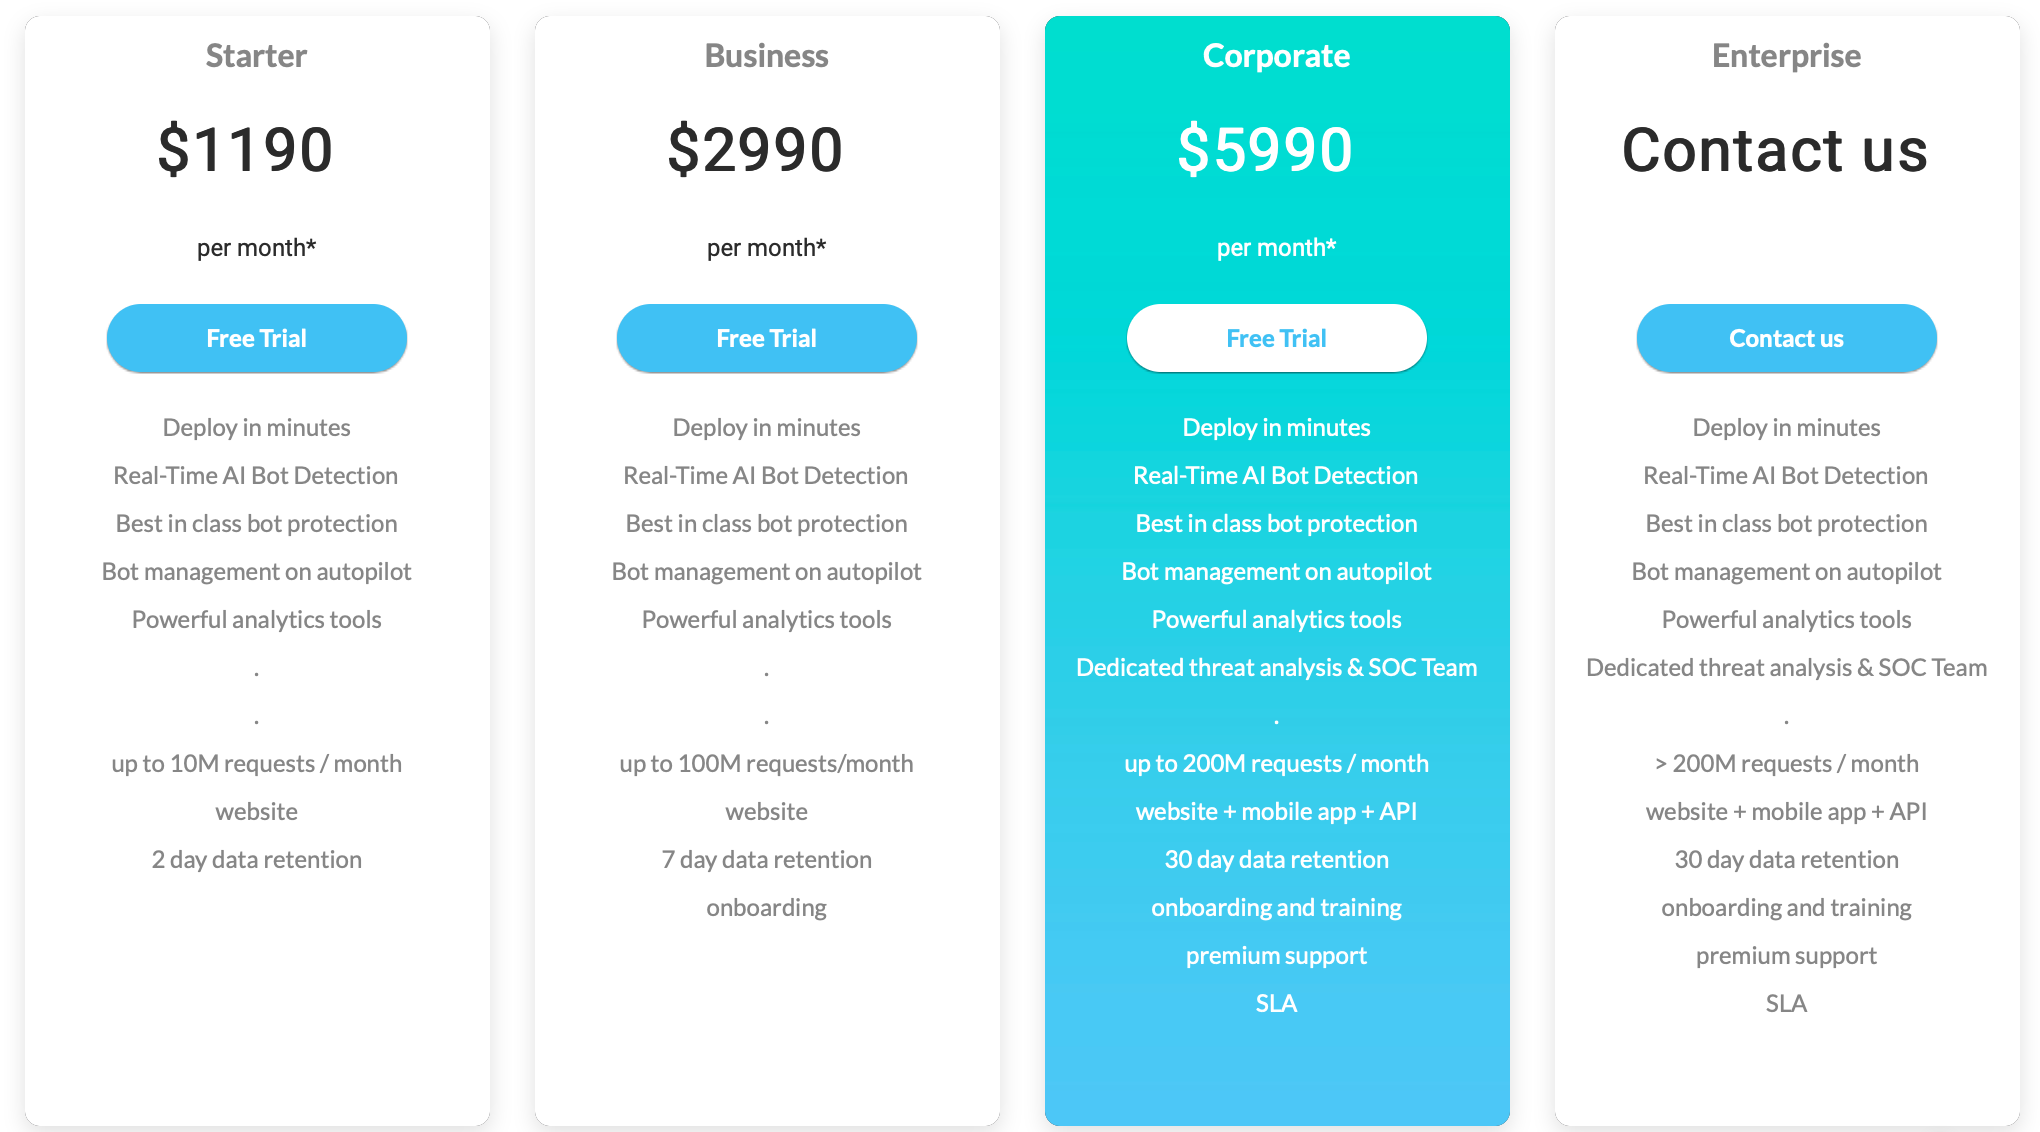 Starter
$1190
per month*
Free Trial
Deploy in minutes
Real-Time AI Bot Detection
Best in class bot protection
Bot management on autopilot
Powerful analytics tools
.
.
up to 10M requests / month
website
2 day data retention
Business
$2990
per month*
Free Trial
Deploy in minutes
Real-Time AI Bot Detection
Best in class bot protection
Bot management on autopilot
Powerful analytics tools
.
.
up to 100M requests/month
website
7 day data retention
onboarding
Corporate
$5990
per month*
Free Trial
Deploy in minutes
Real-Time AI Bot Detection
Best in class bot protection
Bot management on autopilot
Powerful analytics tools
Dedicated threat analysis & SOC Team
.
up to 200M requests / month
website + mobile app + API
30 day data retention
onboarding and training
premium support
SLA
Enterprise
Contact us
Contact us
Deploy in minutes
Real-Time AI Bot Detection
Best in class bot protection
Bot management on autopilot
Powerful analytics tools
Dedicated threat analysis & SOC Team
.
> 200M requests / month
website + mobile app + API
30 day data retention
onboarding and training
premium support
SLA